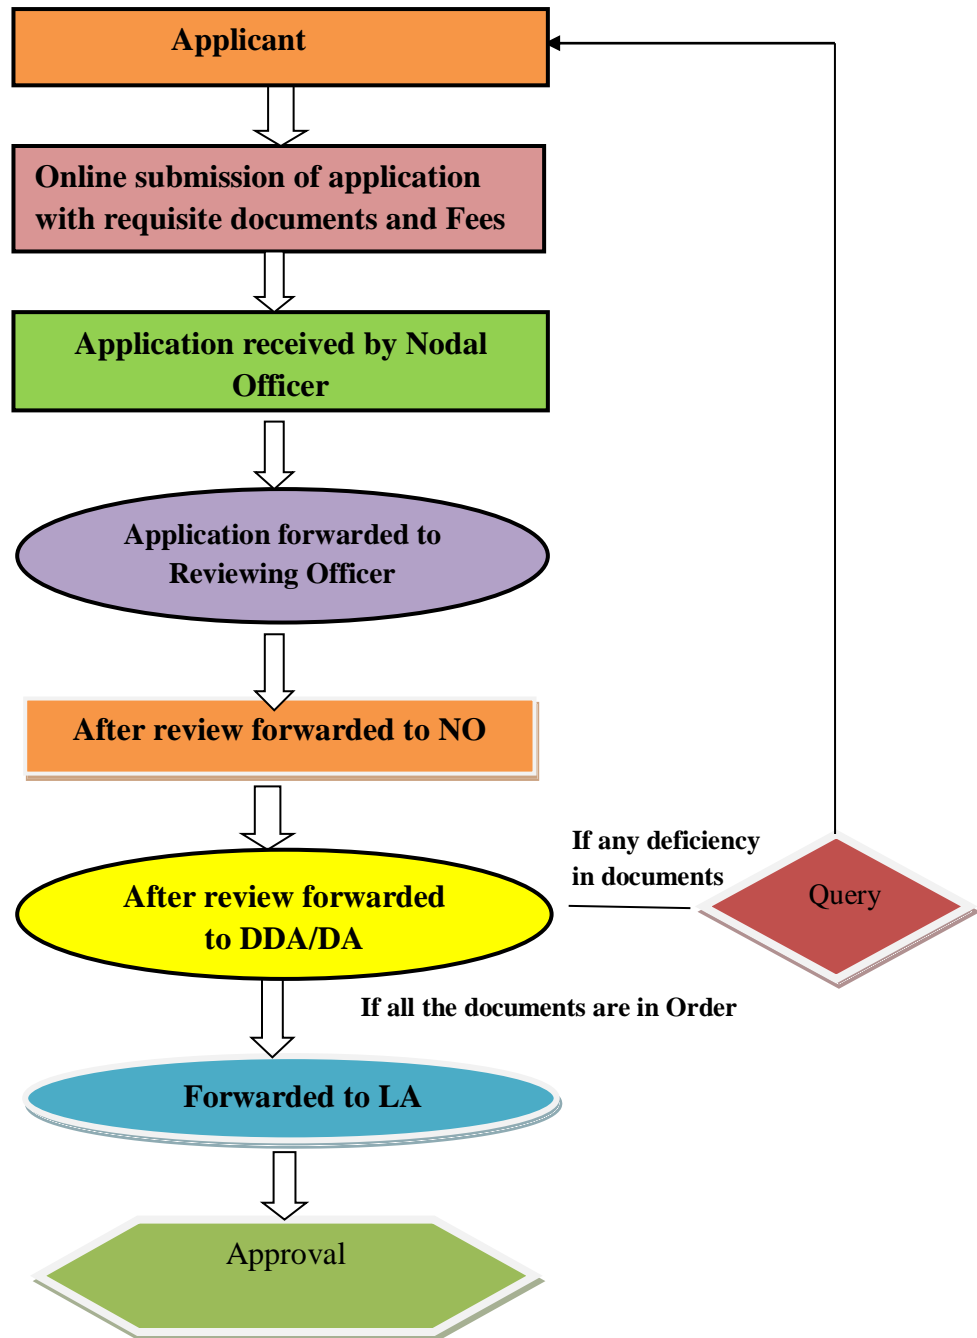 Applicant
Online submission of application
with requisite documents and Fees
Application received by Nodal
Officer
Application forwarded to
Reviewing Officer
After review forwarded to NO
After review forwarded
to DDA/DA
If any deficiency
in documents
Query
If all the documents are in Order
Forwarded to LA
Approval